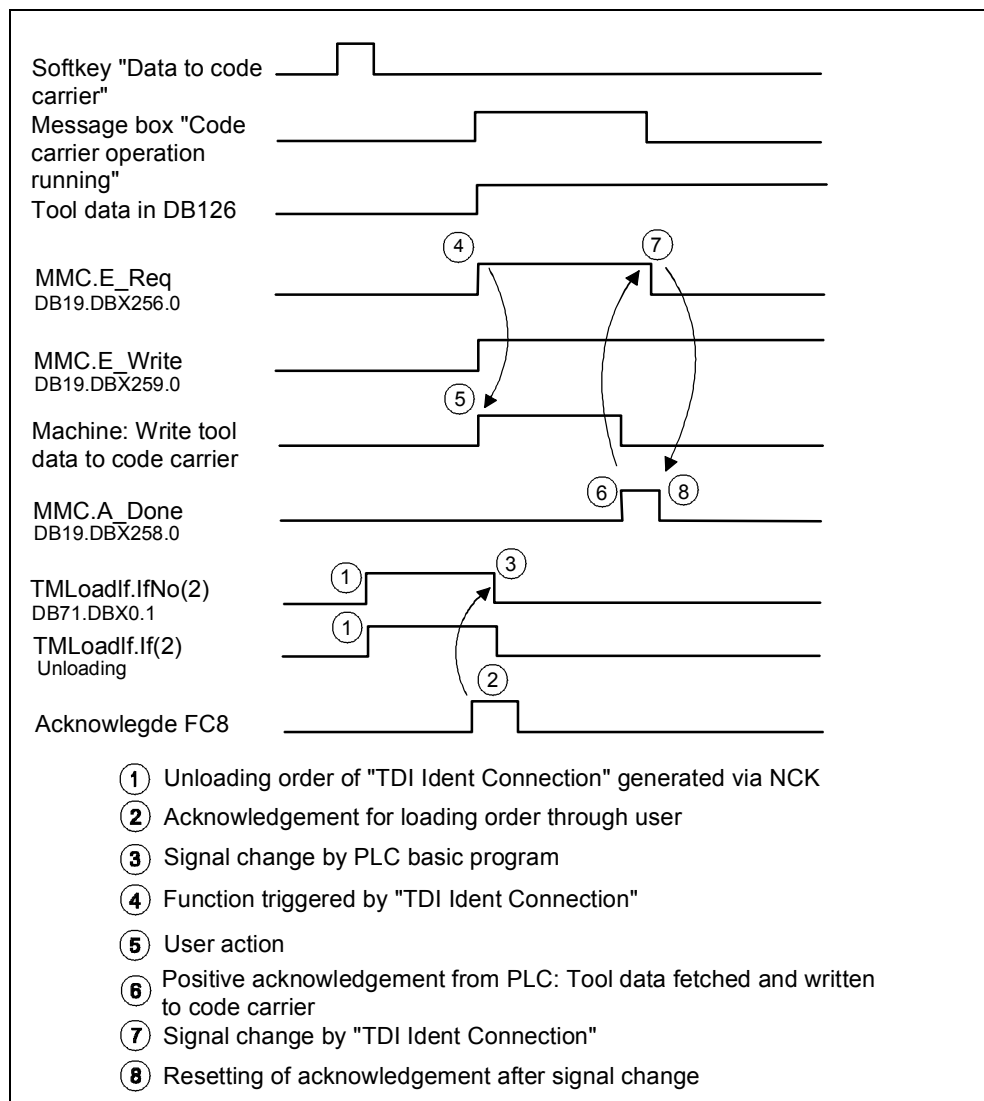 Softkey "Data to code
carrier"
Message box "Code
carrier operation
running"
Tool data in DB126
4
7
MMC.E_Req
DB19.DBX256.0
MMC.E_Write
DB19.DBX259.0
5
Machine: Write tool
data to code carrier
6
8
MMC.A_Done
DB19.DBX258.0
1
3
TMLoadIf.IfNo(2)
DB71.DBX0.1
1
TMLoadIf.If(2)
Unloading
2
Acknowlegde FC8
1 Unloading order of "TDI Ident Connection" generated via NCK
2 Acknowledgement for loading order through user
3 Signal change by PLC basic program
4 Function triggered by "TDI Ident Connection"
5 User action
6 Positive acknowledgement from PLC: Tool data fetched and written
to code carrier
7 Signal change by "TDI Ident Connection"
8 Resetting of acknowledgement after signal change